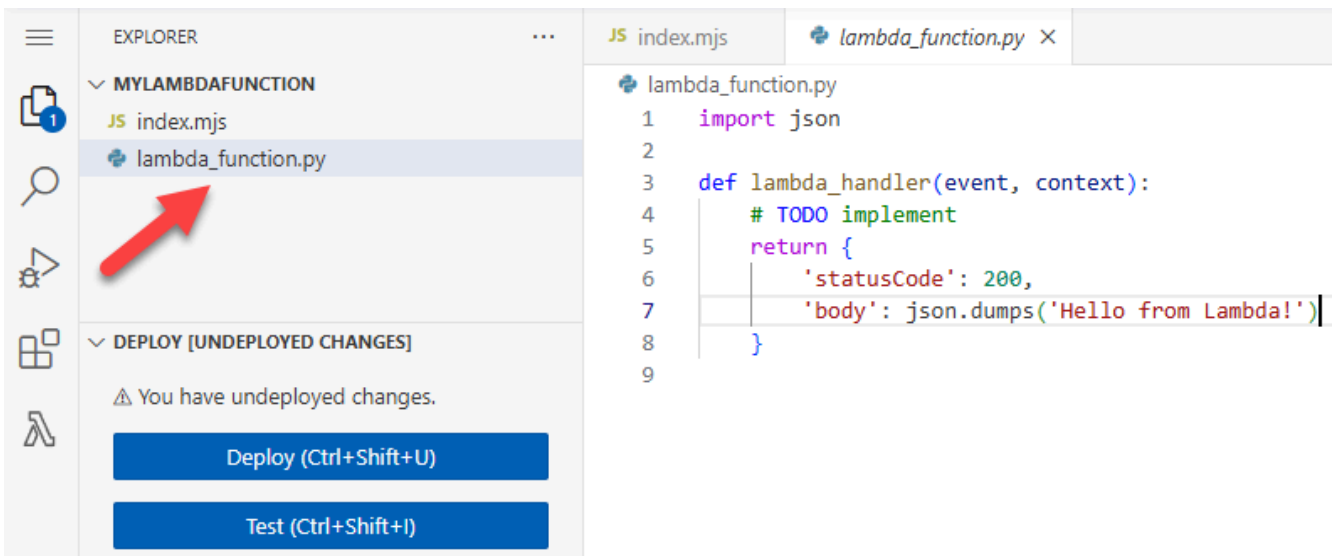 EXPLORER
MYLAMBDAFUNCTION
JS index.mjs
lambda_function.py
1
DEPLOY [UNDEPLOYED CHANGES]
⚠ You have undeployed changes.
Deploy (Ctrl+Shift+U)
Test (Ctrl+Shift+I)
JS index.mjs
lambda_function.py ×
lambda_function.py
1 import json
2
3 def lambda_handler(event, context):
4     # TODO implement
5     return {
6         'statusCode': 200,
7         'body': json.dumps('Hello from Lambda!')
8     }
9